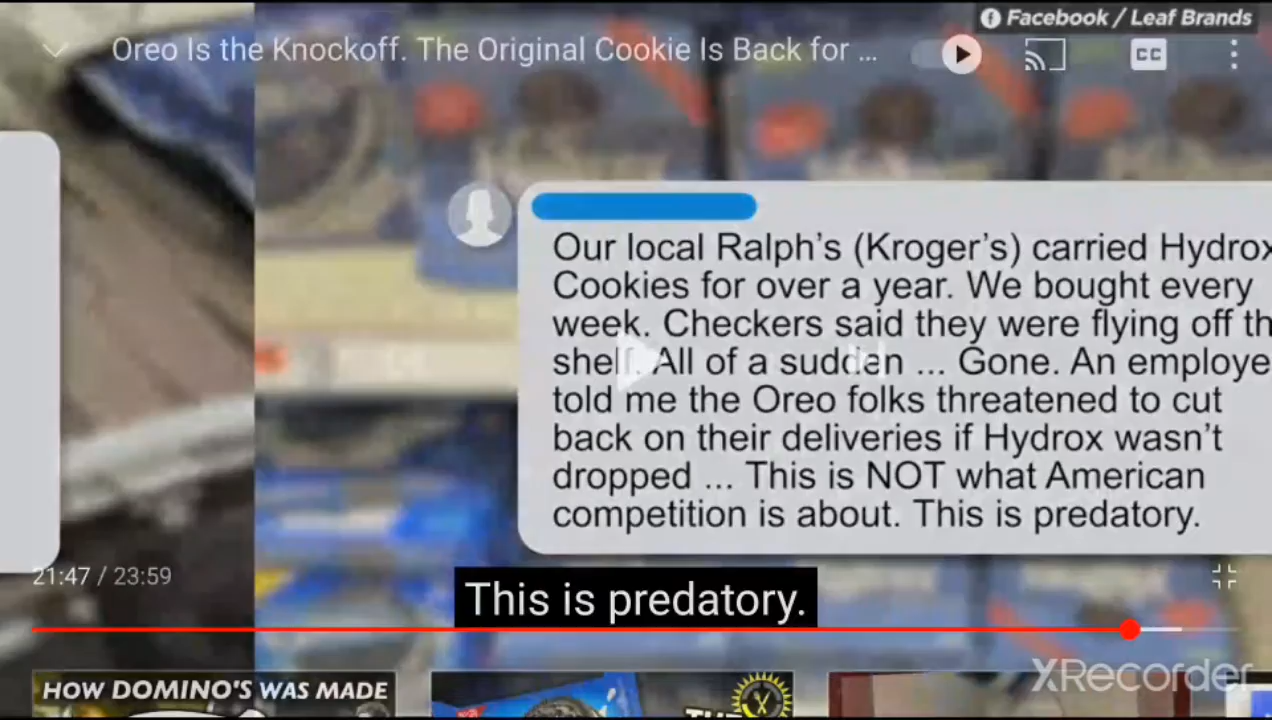 Facebook / Leaf Brands
Oreo Is the Knockoff. The Original Cookie Is Back for ...
CC
Our local Ralph's (Kroger's) carried Hydrox
Cookies for over a year. We bought every
week. Checkers said they were flying off th
shelf. All of a sudden ... Gone. An employe
told me the Oreo folks threatened to cut
back on their deliveries if Hydrox wasn't
dropped ... This is NOT what American
competition is about. This is predatory.
21:47 / 23:59
This is predatory.
XRecorder
HOW DOMINO'S WAS MADE
THE